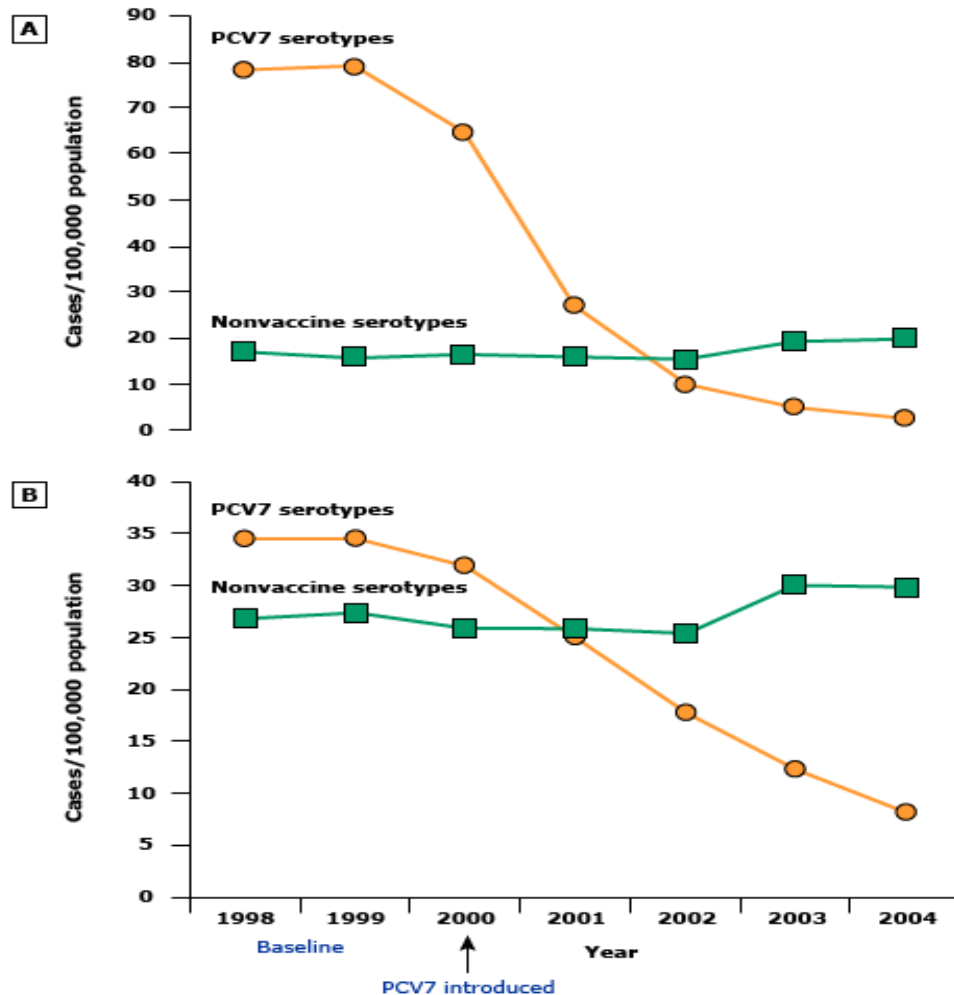 A
90
PCV7 serotypes
80
70
60
50
40
30
Nonvaccine serotypes
20
10
0
Cases/100,000 population
B
40
PCV7 serotypes
35
30
Nonvaccine serotypes
25
20
15
10
5
0
Cases/100,000 population
1998 1999 2000 2001 2002 2003 2004
Baseline Year
PCV7 introduced